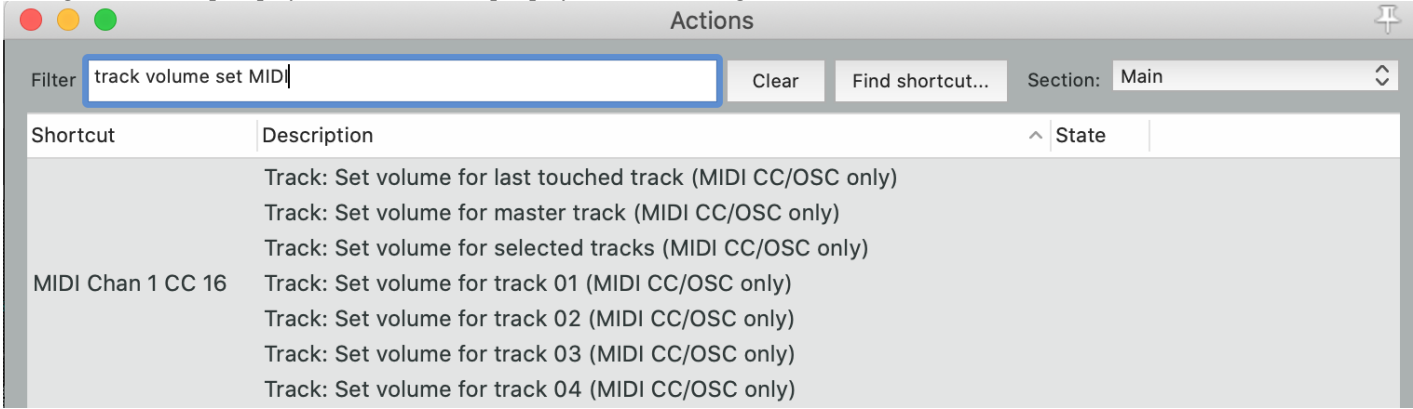 Actions
Filter track volume set MIDI Clear Find shortcut... Section: Main
Shortcut Description State
Track: Set volume for last touched track (MIDI CC/OSC only)
Track: Set volume for master track (MIDI CC/OSC only)
Track: Set volume for selected tracks (MIDI CC/OSC only)
MIDI Chan 1 CC 16 Track: Set volume for track 01 (MIDI CC/OSC only)
Track: Set volume for track 02 (MIDI CC/OSC only)
Track: Set volume for track 03 (MIDI CC/OSC only)
Track: Set volume for track 04 (MIDI CC/OSC only)